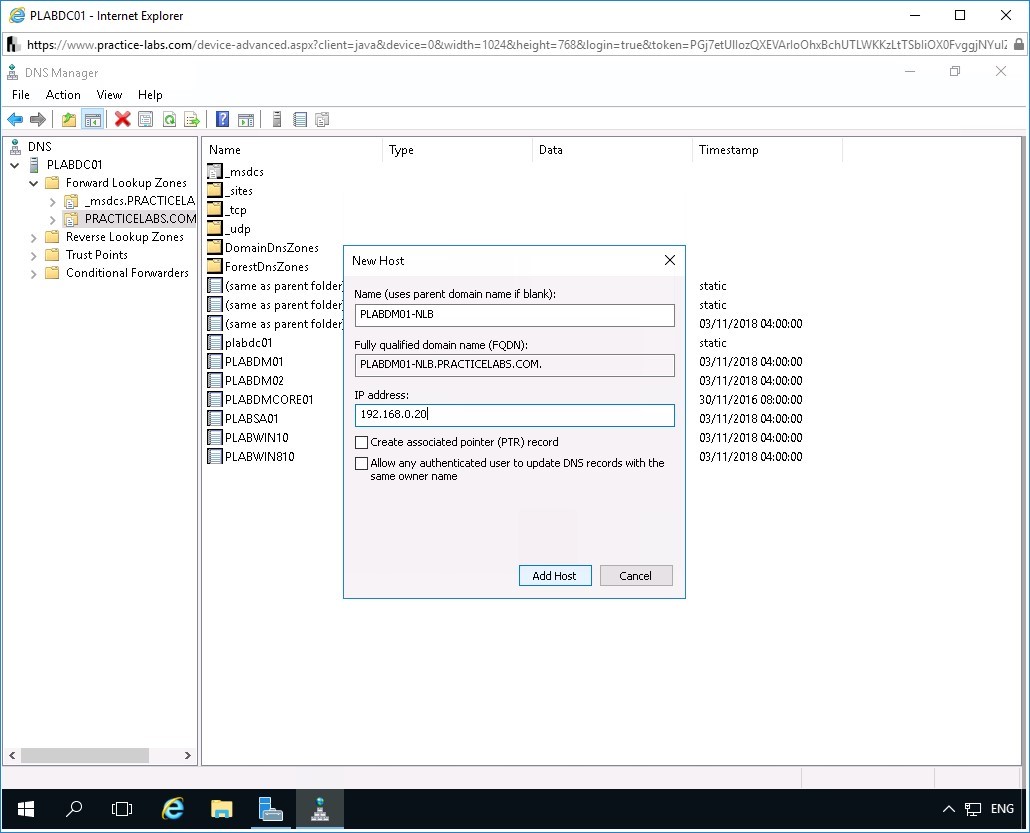 PLABDC01 - Internet Explorer
https://www.practice-labs.com/device-advanced.aspx?client=java&device=0&width=1024&height=768&login=true&token=
DNS Manager
File Action View Help
Name Type Data Timestamp
DNS
PLABDC01
Forward Lookup Zones
_msdcs.PRACTICELA
PRACTICELABS.COM
Reverse Lookup Zones
Trust Points
Conditional Forwarders
_msdcs
_sites
_tcp
_udp
DomainDnsZones
ForestDnsZones
(same as parent folder static
(same as parent folder static
(same as parent folder 03/11/2018 04:00:00
plabdc01 static
PLABDM01 03/11/2018 04:00:00
PLABDM02 03/11/2018 04:00:00
PLABDMCORE01 30/11/2016 08:00:00
PLABSA01 03/11/2018 04:00:00
PLABWIN10 03/11/2018 04:00:00
PLABWIN810 03/11/2018 04:00:00
New Host
Name (uses parent domain name if blank):
PLABDM01-NLB
Fully qualified domain name (FQDN):
PLABDM01-NLB.PRACTICELABS.COM.
IP address:
192.168.0.20
Create associated pointer (PTR) record
Allow any authenticated user to update DNS records with the
same owner name
Add Host Cancel
ENG